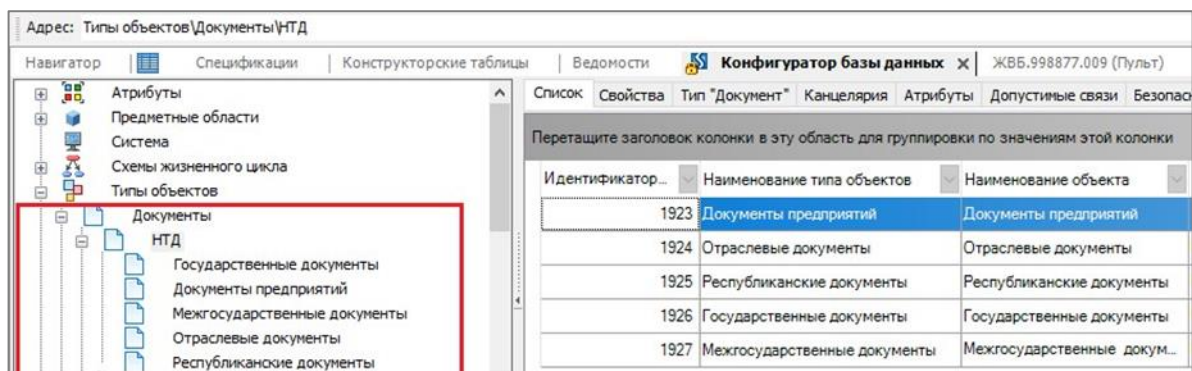 Адрес: Типы объектов\Документы\НТД
Навигатор Спецификации Конструкторские таблицы Ведомости Конфигуратор базы данных ЖВБ.998877.009 (Пульт)
Атрибуты
Предметные области
Система
Схемы жизненного цикла
Типы объектов
Документы
НТД
Государственные документы
Документы предприятий
Межгосударственные документы
Отраслевые документы
Республиканские документы
Список Свойства Тип "Документ" Канцелярия Атрибуты Допустимые связи Безопасн
Перетащите заголовок колонки в эту область для группировки по значениям этой колонки
Идентификатор... Наименование типа объектов Наименование объекта
1923 Документы предприятий Документы предприятий
1924 Отраслевые документы Отраслевые документы
1925 Республиканские документы Республиканские документы
1926 Государственные документы Государственные документы
1927 Межгосударственные документы Межгосударственные докум...